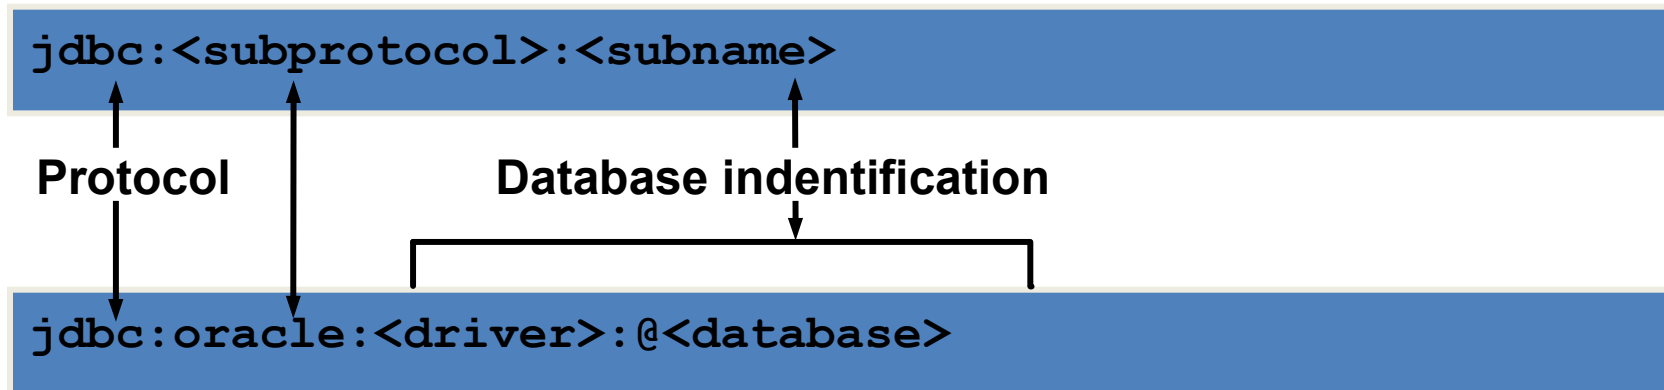 jdbc:<subprotocol>:<subname>
Protocol
Database indentification
jdbc:oracle:<driver>:@<database>